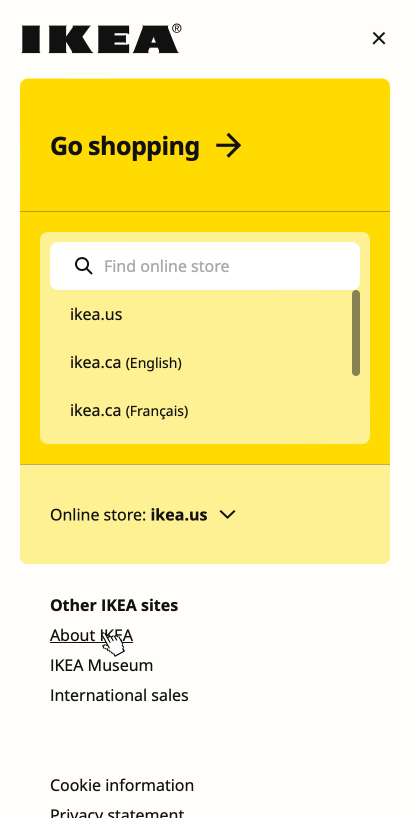 IKEA®
Go shopping
Find online store
ikea.us
ikea.ca (English)
ikea.ca (Français)
Online store: ikea.us
Other IKEA sites
About IKEA
IKEA Museum
International sales
Cookie information
Privacy statement